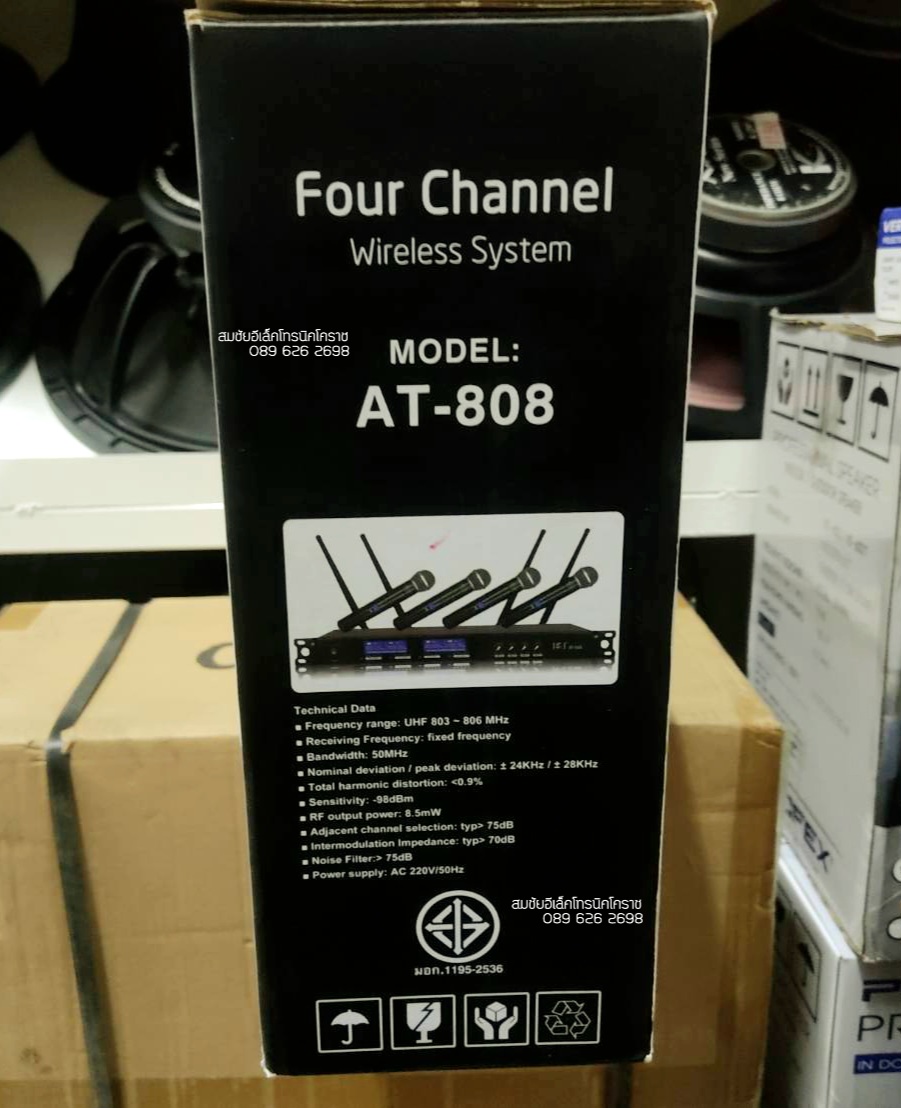 Four Channel
Wireless System
สมชัยอีเล็คโทรนิคโคราช
089 626 2698
MODEL:
AT-808
Technical Data
■ Frequency range: UHF 803 ~ 806 MHz
■ Receiving Frequency: fixed frequency
■ Bandwidth: 50MHz
■ Nominal deviation / peak deviation: ± 24KHz / ± 28KHz
■ Total harmonic distortion: <0.9%
■ Sensitivity: -98dBm
■ RF output power: 8.5mW
■ Adjacent channel selection: typ> 75dB
■ Intermodulation Impedance: typ> 70dB
■ Noise Filter:> 75dB
■ Power supply: AC 220V/50Hz
สมชัยอีเล็คโทรนิคโคราช
089 626 2698
มอก.1195-2536
VER
SPEAKER
PR
IN DO